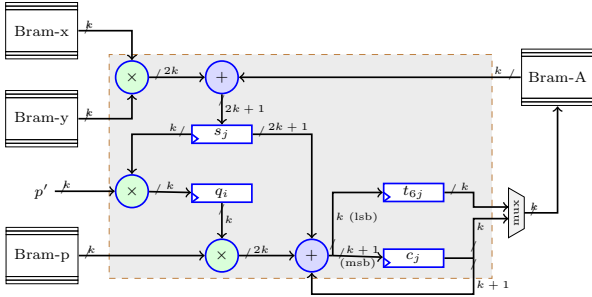 Bram-x
k
× 2k + k Bram-A
Bram-y k 2k + 1
k s_j 2k + 1
p′ k × k q_i t_{6j} k
k k (lsb) mux k
k
Bram-p k × 2k + k + 1 (msb) c_j
k + 1